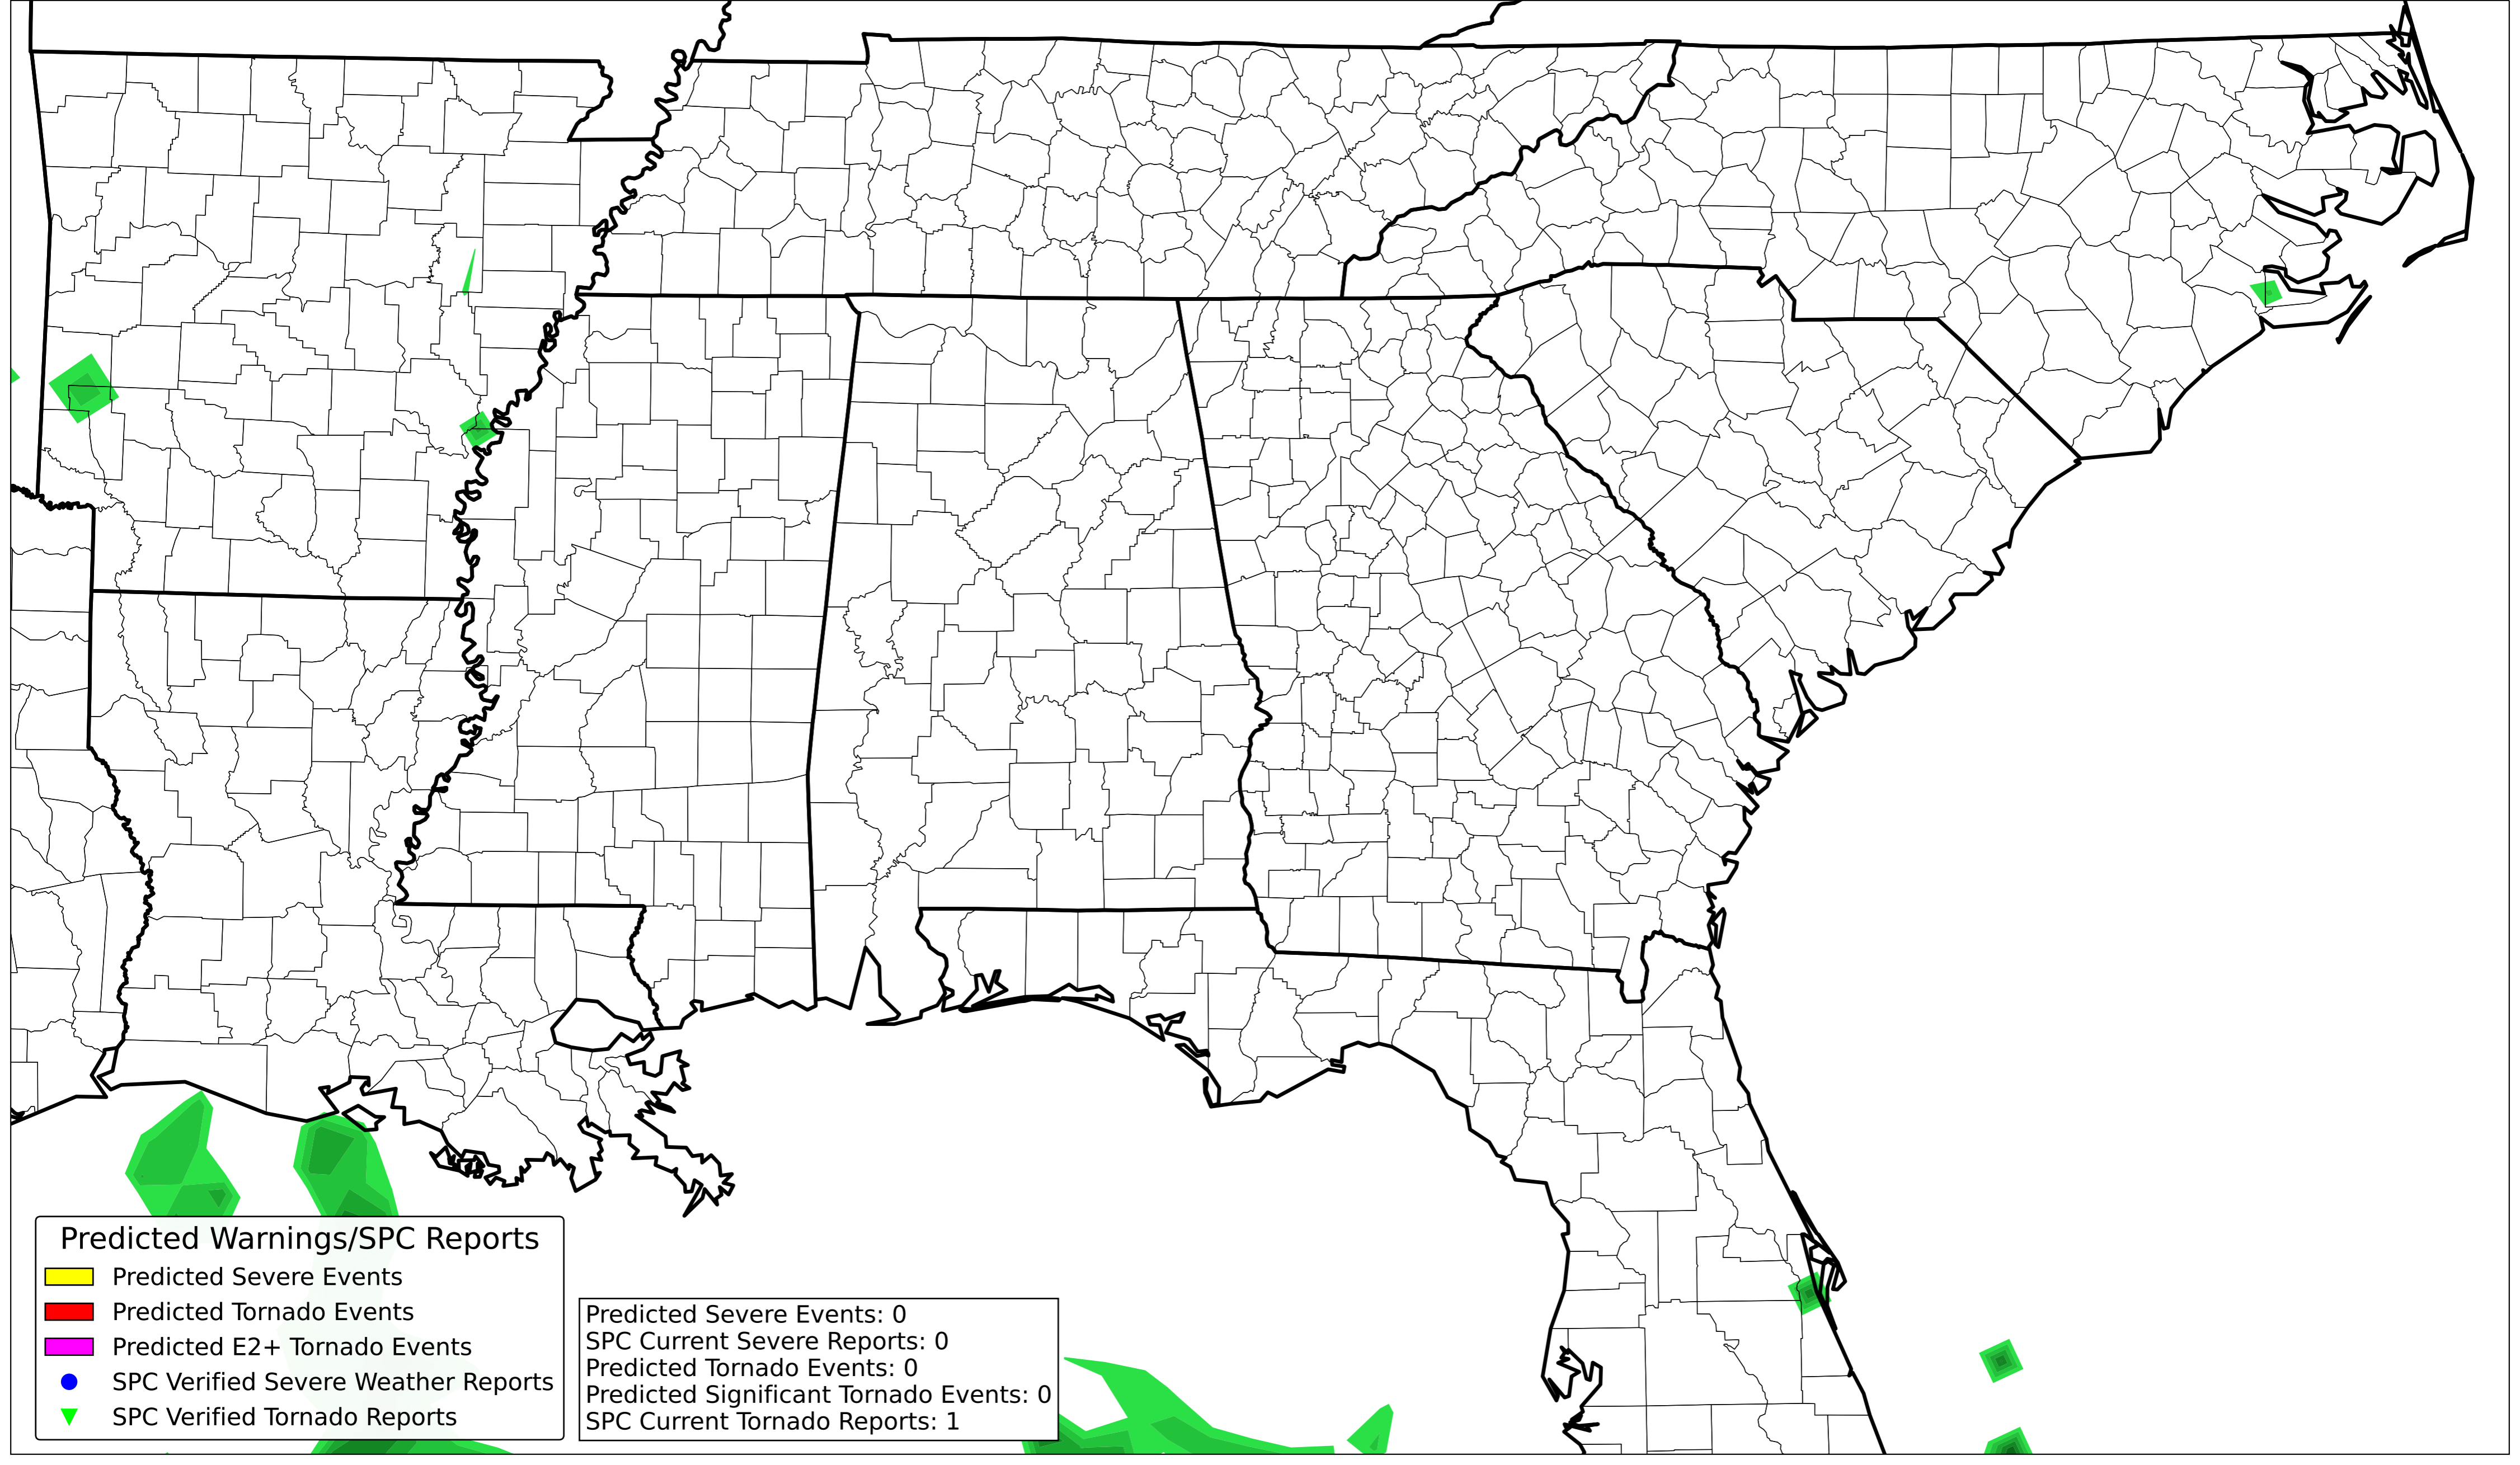 Predicted Warnings/SPC Reports
Predicted Severe Events
Predicted Tornado Events
Predicted E2+ Tornado Events
SPC Verified Severe Weather Reports
SPC Verified Tornado Reports
Predicted Severe Events: 0
SPC Current Severe Reports: 0
Predicted Tornado Events: 0
Predicted Significant Tornado Events: 0
SPC Current Tornado Reports: 1